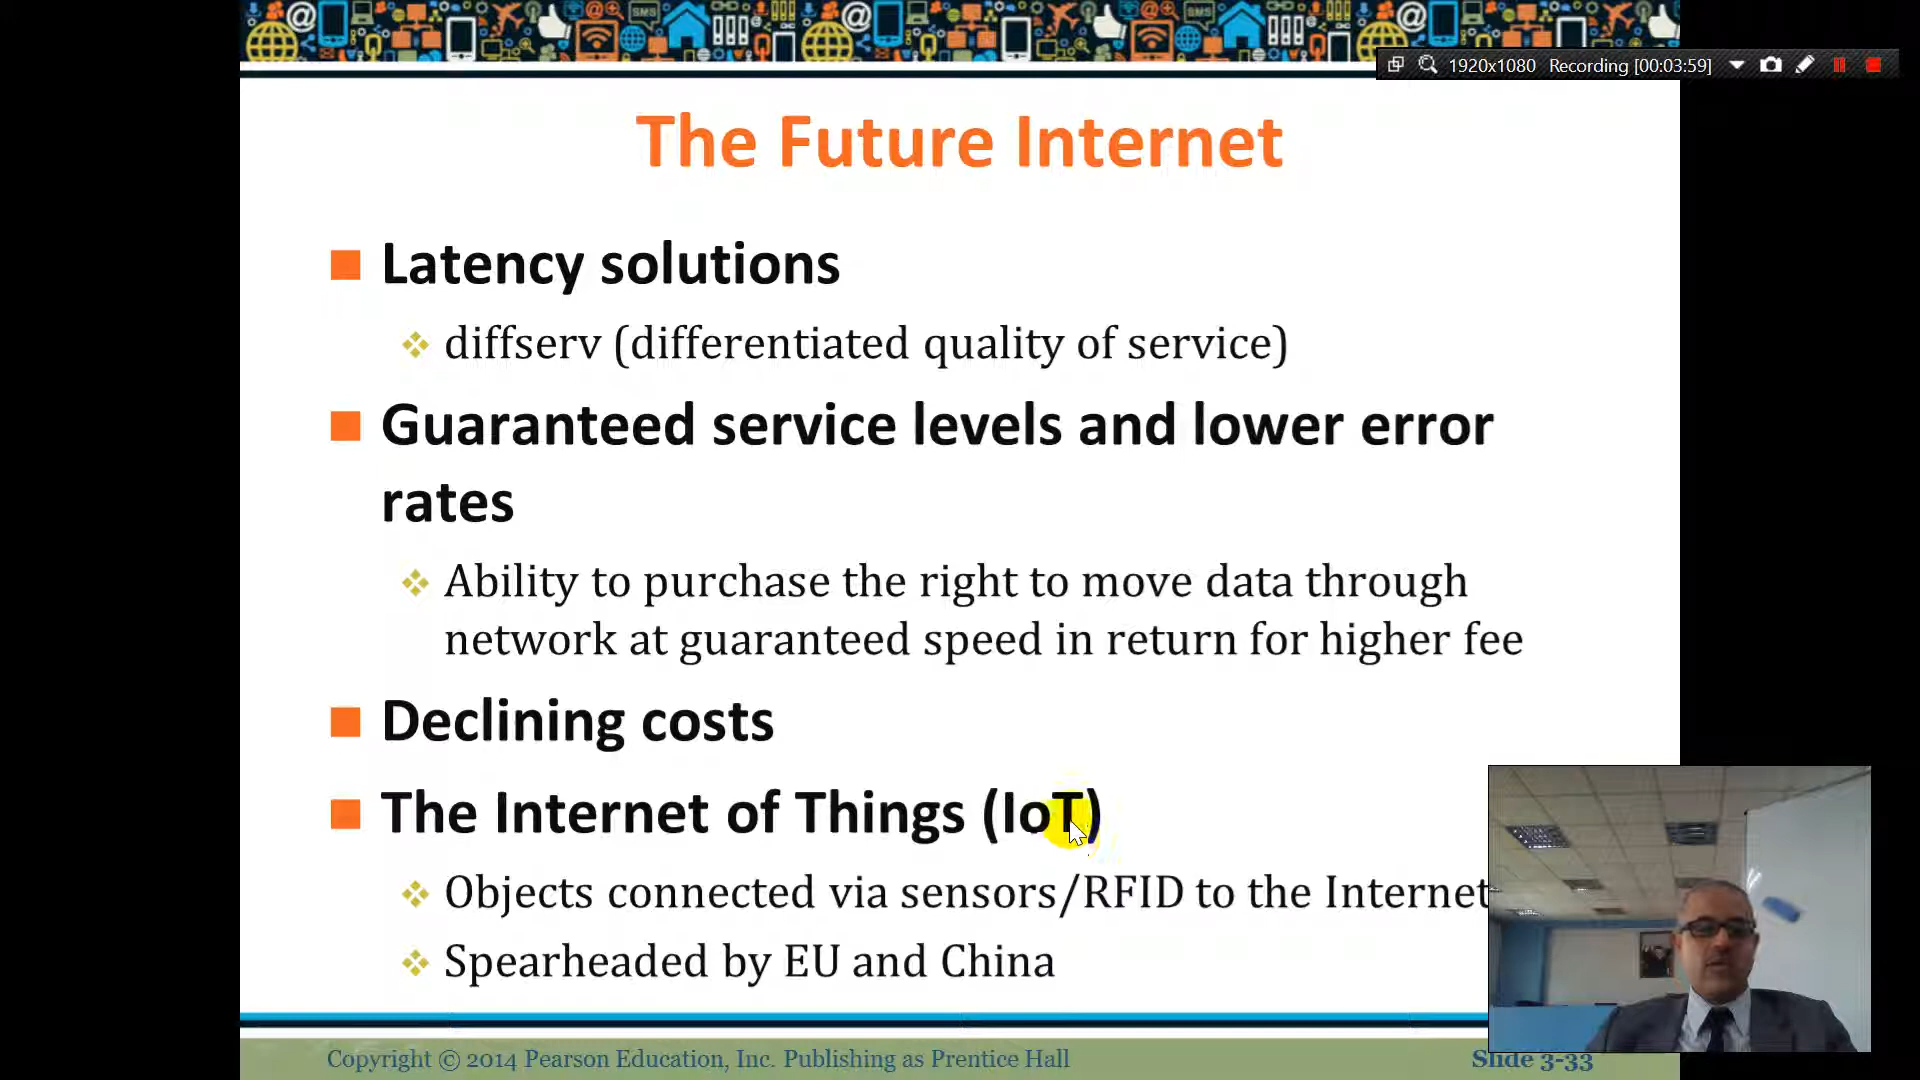 1920x1080 Recording [00:03:59]
The Future Internet
Latency solutions
diffserv (differentiated quality of service)
Guaranteed service levels and lower error
rates
Ability to purchase the right to move data through
network at guaranteed speed in return for higher fee
Declining costs
The Internet of Things (IoT)
Objects connected via sensors/RFID to the Internet
Spearheaded by EU and China
Copyright © 2014 Pearson Education, Inc. Publishing as Prentice Hall
Slide 3-33